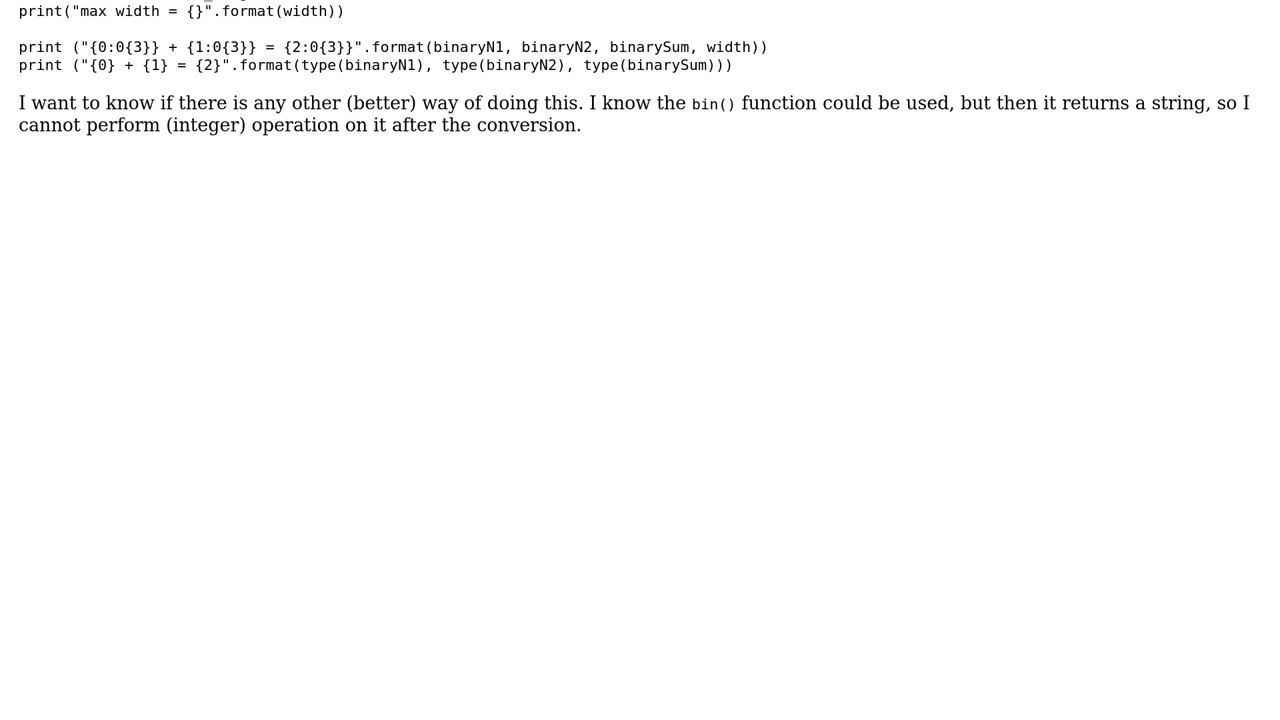 print("max width = {}".format(width))
print ("{0:0{3}} + {1:0{3}} = {2:0{3}}".format(binaryN1, binaryN2, binarySum, width))
print ("{0} + {1} = {2}".format(type(binaryN1), type(binaryN2), type(binarySum)))
I want to know if there is any other (better) way of doing this. I know the bin() function could be used, but then it returns a string, so I
cannot perform (integer) operation on it after the conversion.